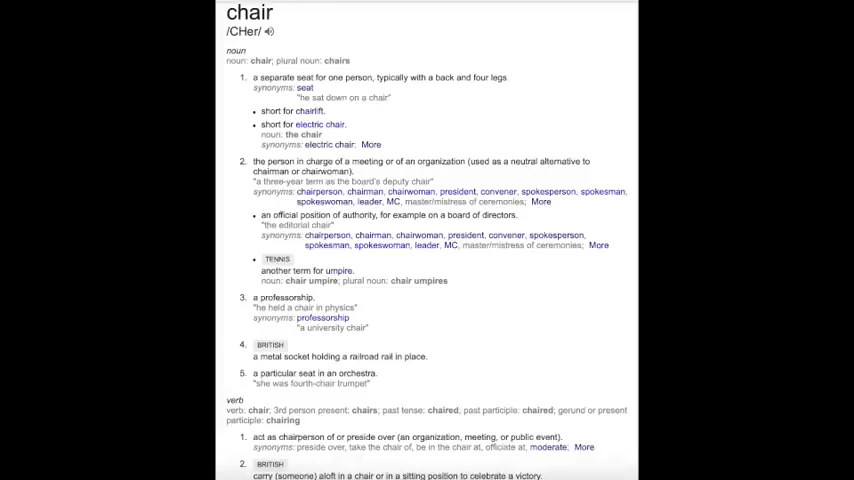 chair
/CHer/
noun
noun: chair; plural noun: chairs
1. a separate seat for one person, typically with a back and four legs.
synonyms: seat
"he sat down on a chair"
• short for chairlift.
• short for electric chair.
noun: the chair
synonyms: electric chair; More
2. the person in charge of a meeting or of an organization (used as a neutral alternative to
chairman or chairwoman).
"a three-year term as the board's deputy chair"
synonyms: chairperson, chairman, chairwoman, president, convener, spokesperson, spokesman,
spokeswoman, leader, MC, master/mistress of ceremonies; More
• an official position of authority, for example on a board of directors.
"the editorial chair"
synonyms: chairperson, chairman, chairwoman, president, convener, spokesperson,
spokesman, spokeswoman, leader, MC, master/mistress of ceremonies; More
• TENNIS
another term for umpire.
noun: chair umpire; plural noun: chair umpires
3. a professorship.
"he held a chair in physics"
synonyms: professorship
"a university chair"
4. BRITISH
a metal socket holding a railroad rail in place.
5. a particular seat in an orchestra.
"she was fourth-chair trumpet"
verb
verb: chair; 3rd person present: chairs; past tense: chaired; past participle: chaired; gerund or present
participle: chairing
1. act as chairperson of or preside over (an organization, meeting, or public event).
synonyms: preside over, take the chair of, be in the chair at, officiate at, moderate; More
2. BRITISH
carry (someone) aloft in a chair or in a sitting position to celebrate a victory.